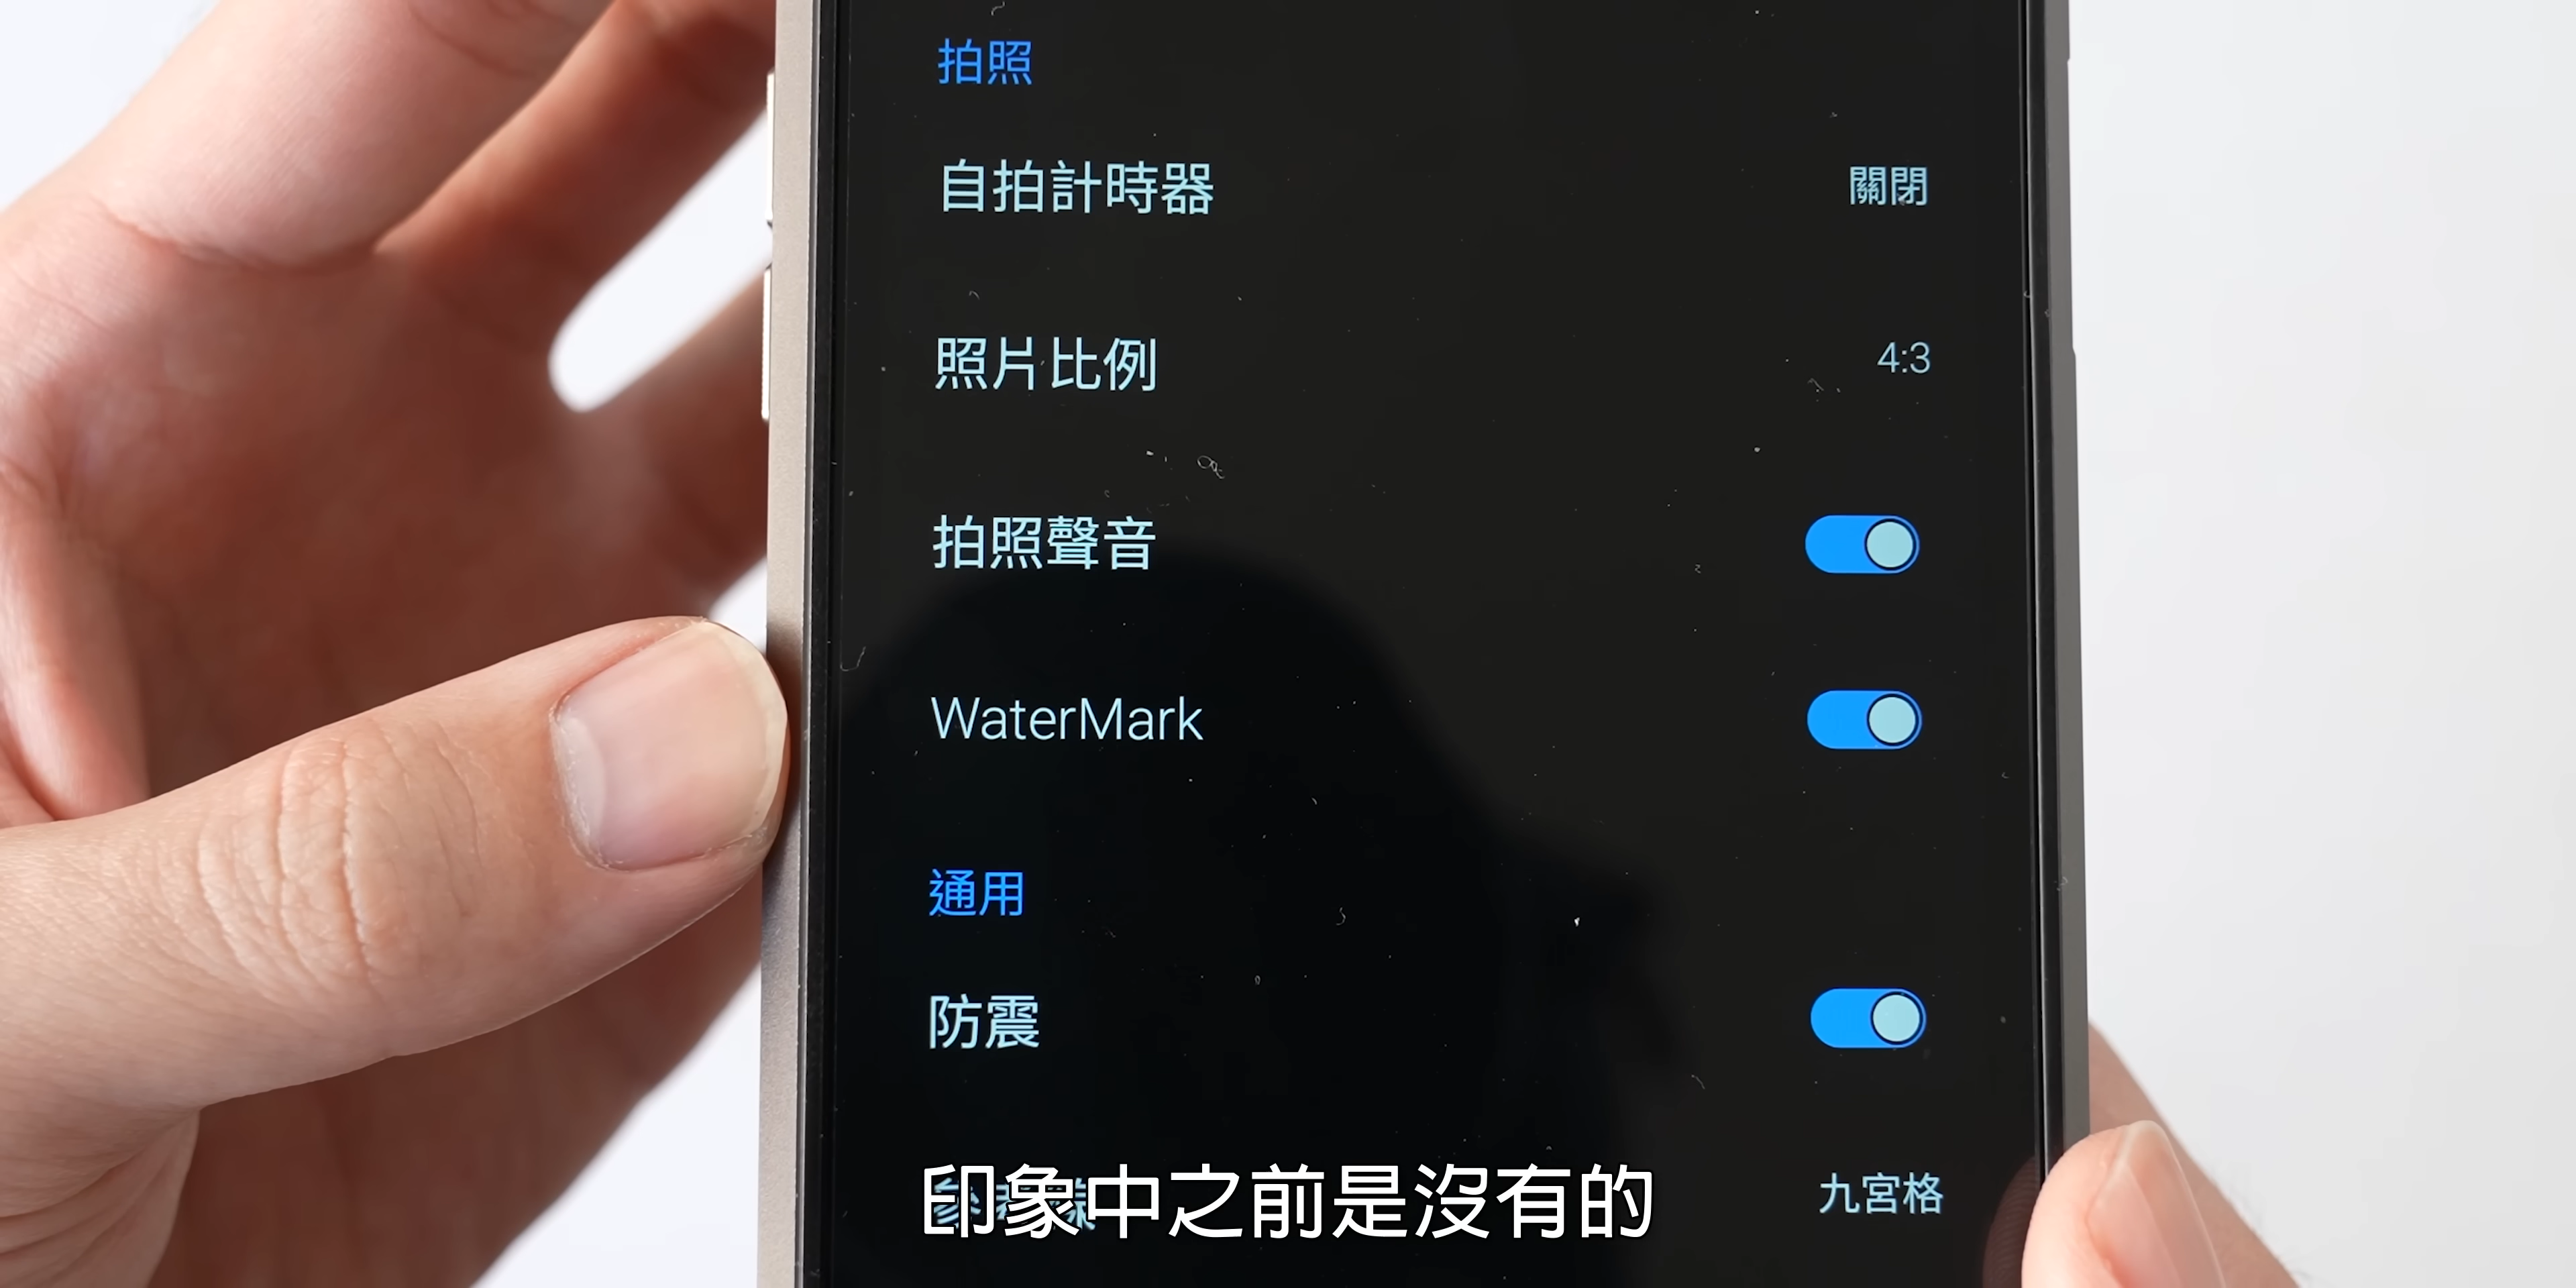 拍照
自拍計時器 關閉
照片比例 4:3
拍照聲音
WaterMark
通用
防震
九宮格
印象中之前是沒有的